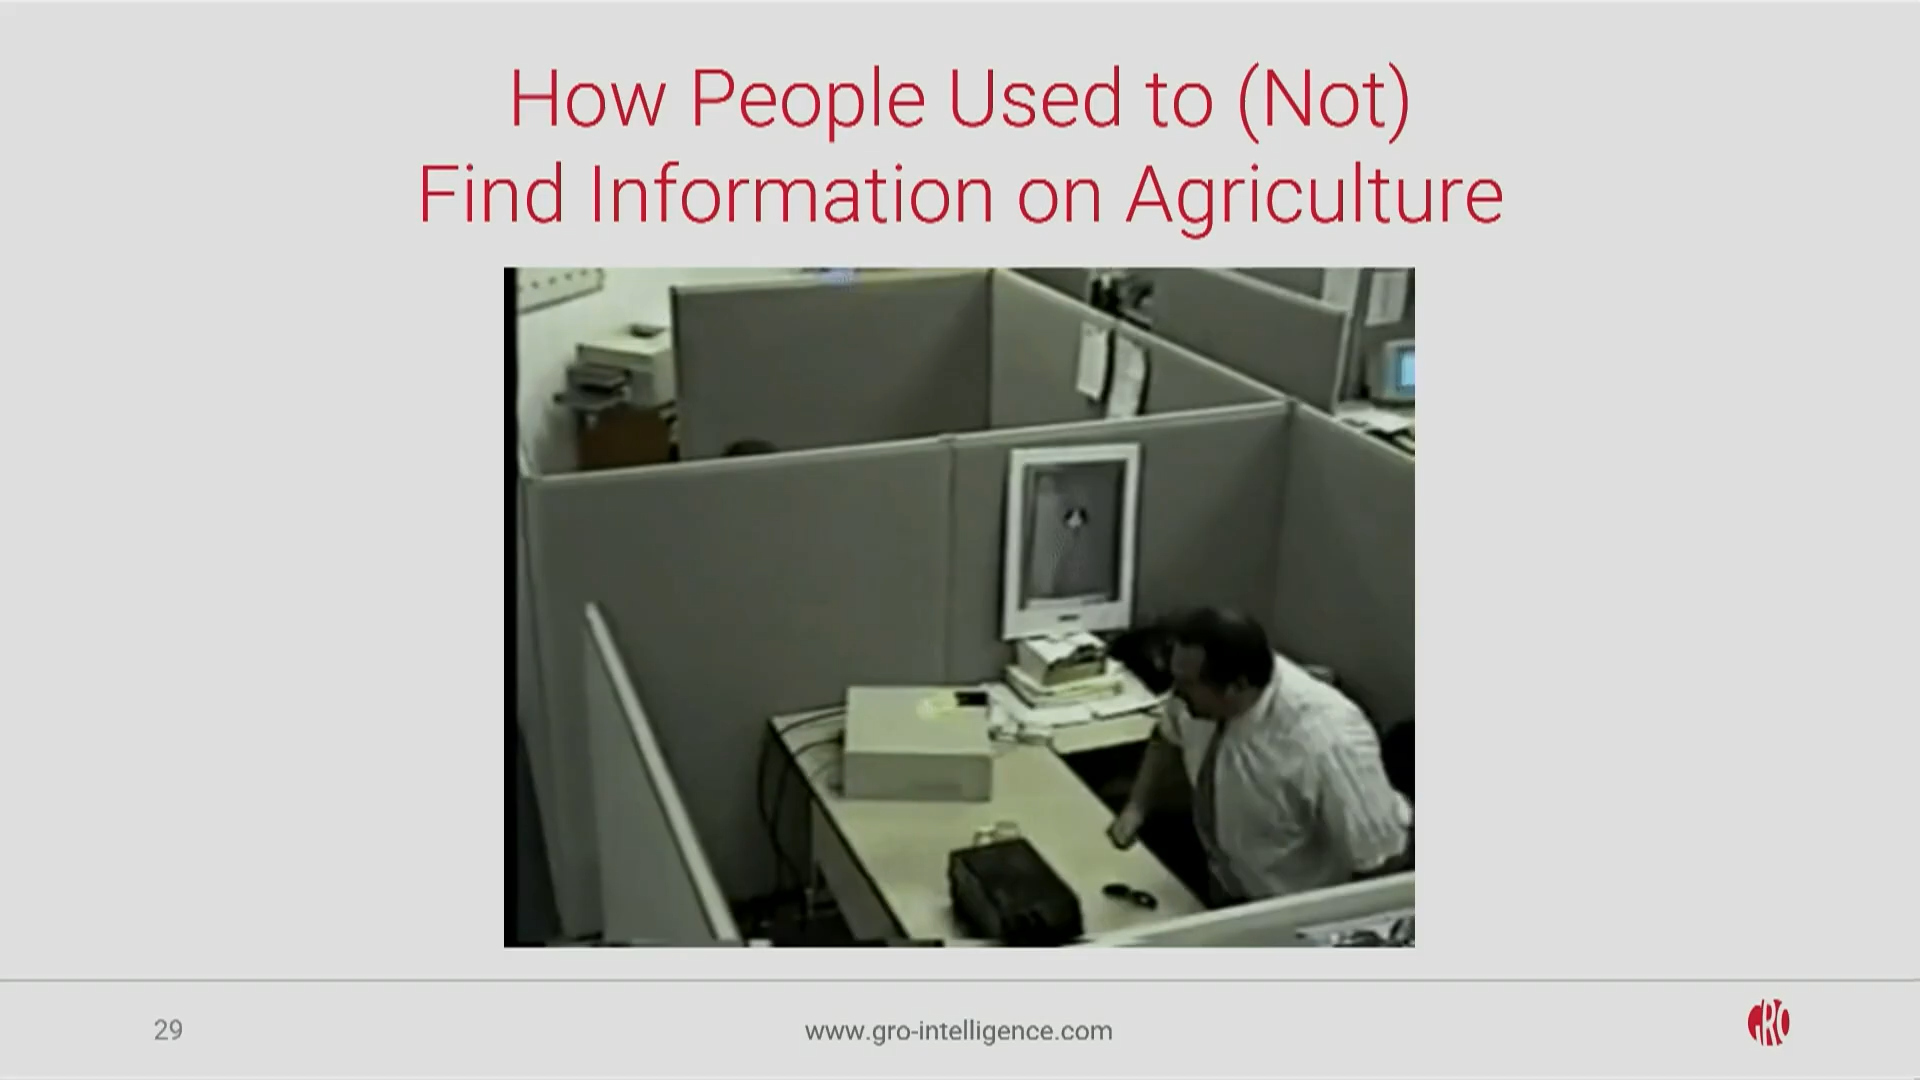 How People Used to (Not)
Find Information on Agriculture
29
www.gro-intelligence.com
GRO